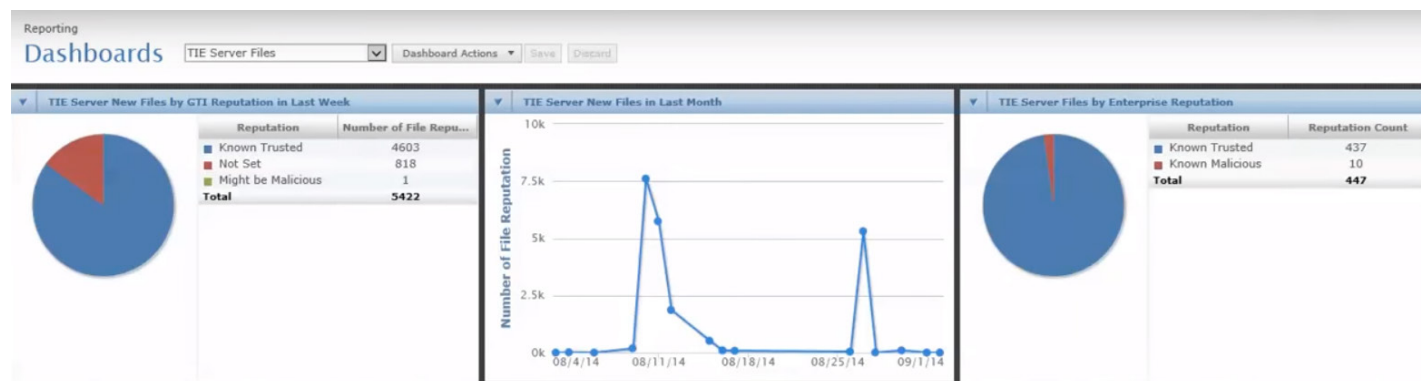 Reporting
Dashboards TIE Server Files Dashboard Actions Save Discard
TIE Server New Files by GTI Reputation in Last Week
Reputation Number of File Repu...
Known Trusted 4603
Not Set 818
Might be Malicious 1
Total 5422
TIE Server New Files in Last Month
Number of File Reputation
10k
7.5k
5k
2.5k
0k
08/4/14 08/11/14 08/18/14 08/25/14 09/1/14
TIE Server Files by Enterprise Reputation
Reputation Reputation Count
Known Trusted 437
Known Malicious 10
Total 447